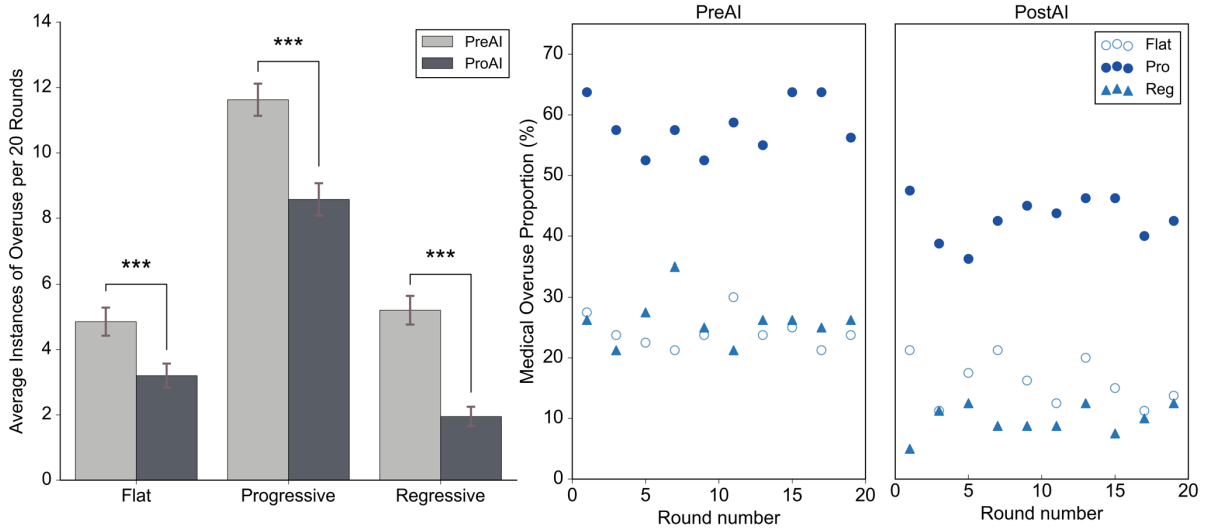 Average Instances of Overuse per 20 Rounds
14
12
10
8
6
4
2
0
PreAI
ProAI
***
***
***
Flat
Progressive
Regressive
PreAI
Medical Overuse Proportion (%)
70
60
50
40
30
20
10
0
0
5
10
15
20
Round number
PostAI
Flat
Pro
Reg
0
5
10
15
20
Round number